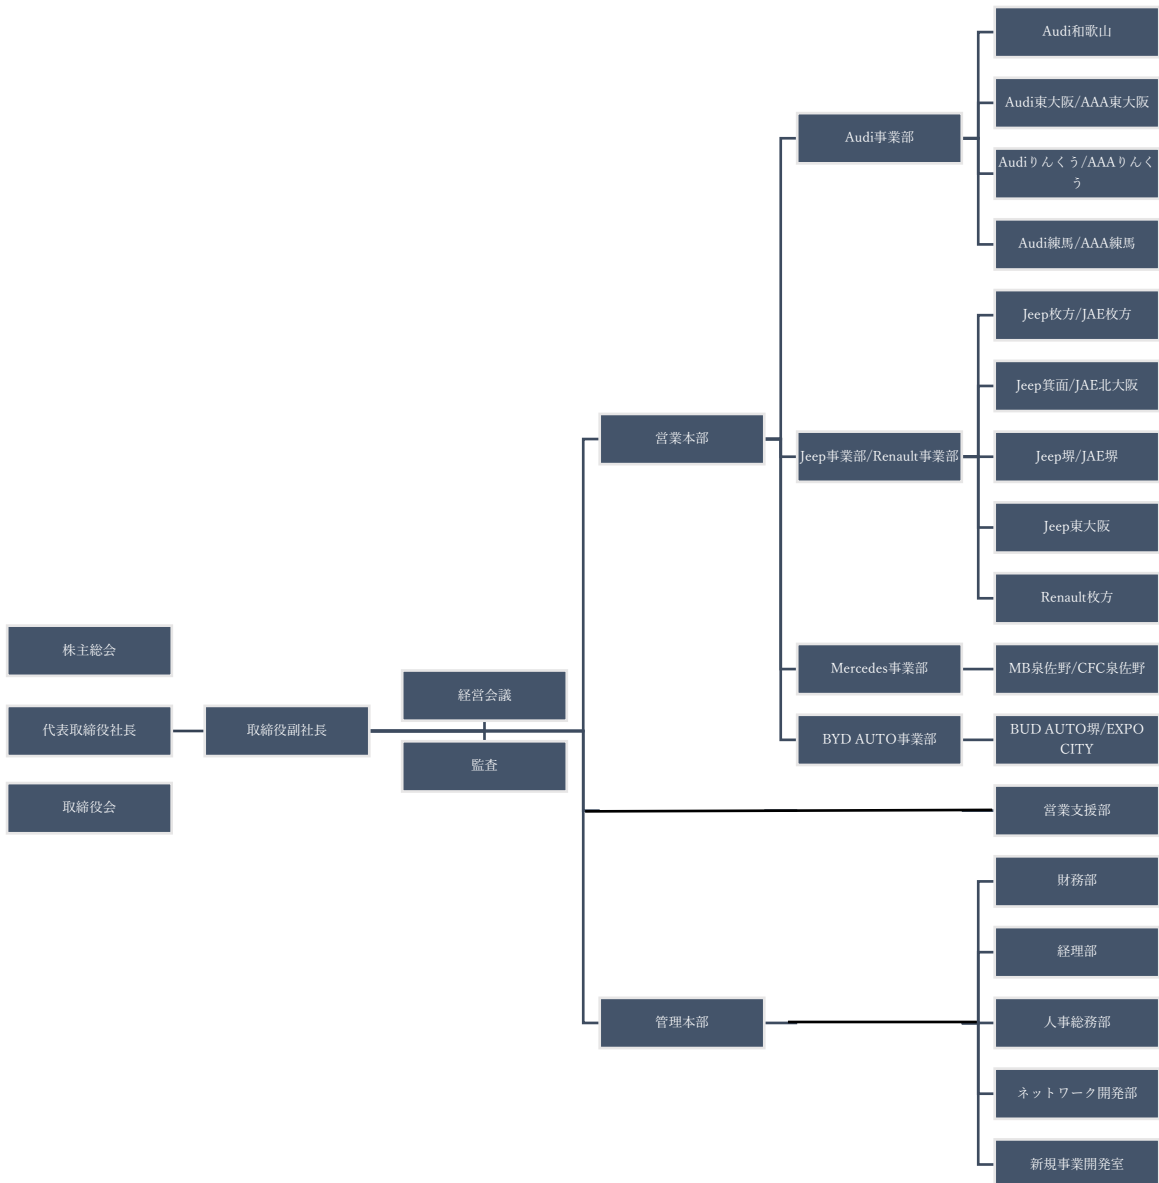 株主総会
代表取締役社長
取締役会
取締役副社長
経営会議
監査
営業本部
管理本部
Audi事業部
Jeep事業部/Renault事業部
Mercedes事業部
BYD AUTO事業部
Audi和歌山
Audi東大阪/AAA東大阪
Audiりんくう/AAAりんく
う
Audi練馬/AAA練馬
Jeep枚方/JAE枚方
Jeep箕面/JAE北大阪
Jeep堺/JAE堺
Jeep東大阪
Renault枚方
MB泉佐野/CFC泉佐野
BUD AUTO堺/EXPO
CITY
営業支援部
財務部
経理部
人事総務部
ネットワーク開発部
新規事業開発室